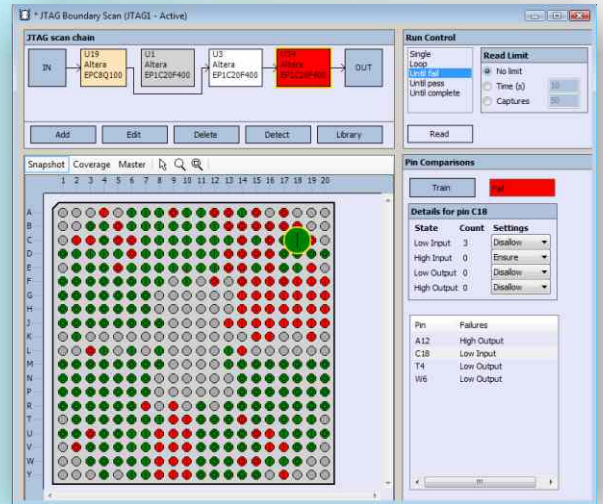 * JTAG Boundary Scan (JTAG1 - Active)
JTAG scan chain
IN
U19
Altera
EPC8Q100
U1
Altera
EP1C20F400
U3
Altera
EP1C20F400
Altera
EP1C20F400
OUT
Add
Edit
Delete
Detect
Library
Run Control
Single
Loop
Until fail
Until pass
Until complete
Read Limit
No limit
Time (s)
10
Captures
50
Read
Snapshot
Coverage
Master
1 2 3 4 5 6 7 8 9 10 11 12 13 14 15 16 17 18 19 20
A
B
C
D
E
F
G
H
J
K
L
M
N
P
R
T
U
V
W
Y
Pin Comparisons
Train
Fail
Details for pin C18
State Count Settings
Low Input 3 Disallow
High Input 0 Ensure
Low Output 0 Disallow
High Output 0 Disallow
Pin Failures
A12 High Output
C18 Low Input
T4 Low Output
W6 Low Output